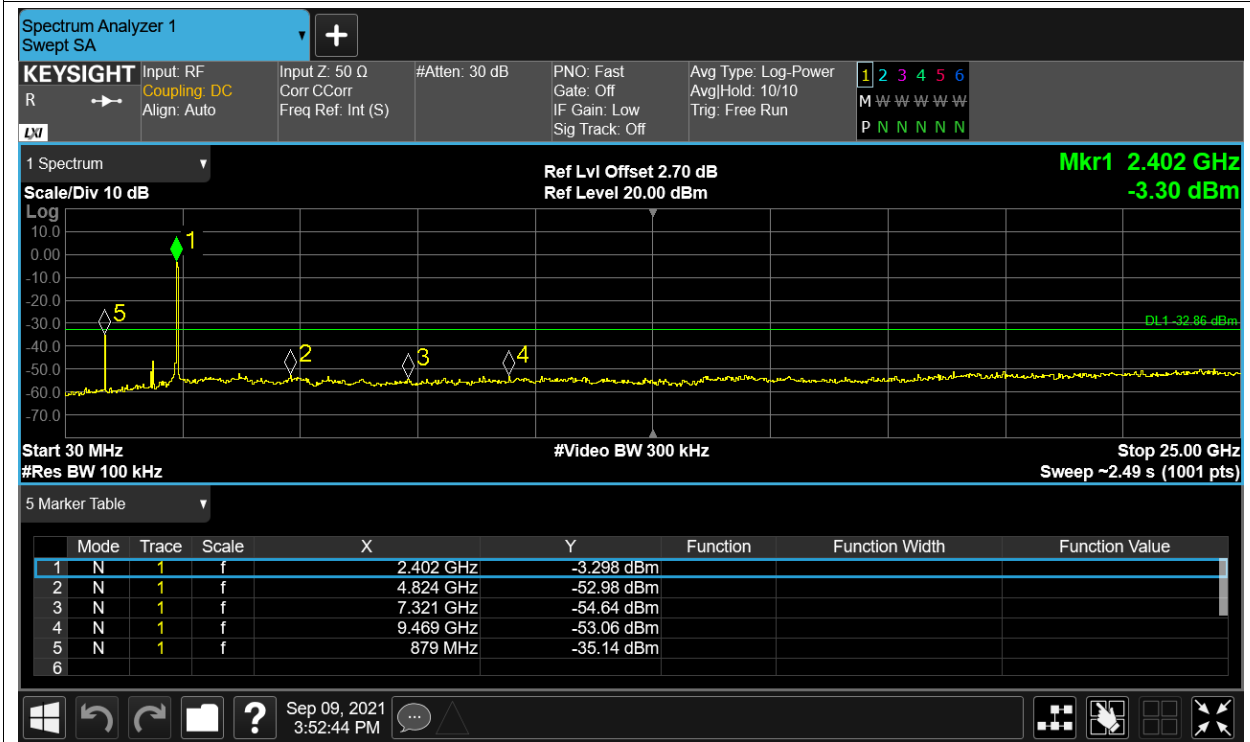 Spectrum Analyzer 1
Swept SA
+
KEYSIGHT Input: RF Input Z: 50 Ω #Atten: 30 dB PNO: Fast Avg Type: Log-Power 1 2 3 4 5 6
R Coupling: DC Corr CCorr Gate: Off Avg|Hold: 10/10 M W W W W W
Align: Auto Freq Ref: Int (S) IF Gain: Low Trig: Free Run
LXI Sig Track: Off P N N N N N
1 Spectrum Ref Lvl Offset 2.70 dB Mkr1 2.402 GHz
Scale/Div 10 dB Ref Level 20.00 dBm -3.30 dBm
Log
10.0
1
0.00
-10.0
-20.0
5
-30.0
DL1 -32.86 dBm
-40.0
2 3 4
-50.0
-60.0
-70.0
Start 30 MHz #Video BW 300 kHz Stop 25.00 GHz
#Res BW 100 kHz Sweep ~2.49 s (1001 pts)
5 Marker Table
Mode Trace Scale X Y Function Function Width Function Value
1 N 1 f 2.402 GHz -3.298 dBm
2 N 1 f 4.824 GHz -52.98 dBm
3 N 1 f 7.321 GHz -54.64 dBm
4 N 1 f 9.469 GHz -53.06 dBm
5 N 1 f 879 MHz -35.14 dBm
6
? Sep 09, 2021
3:52:44 PM